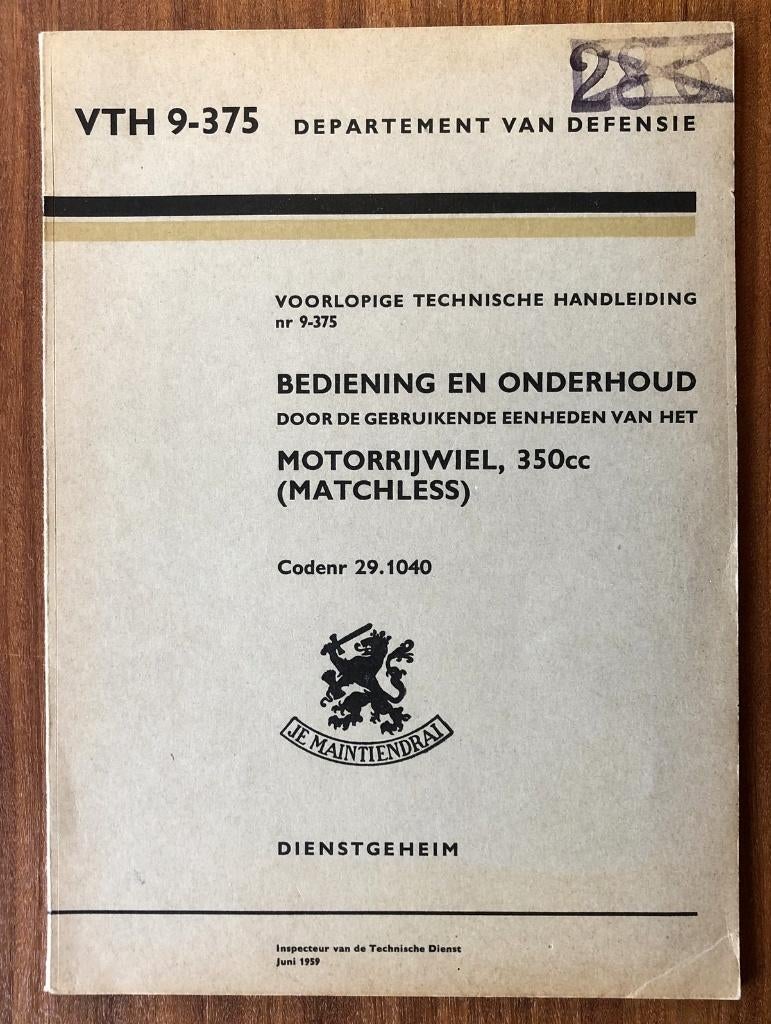 VTH 9-375 DEPARTEMENT VAN DEFENSIE
VOORLOPIGE TECHNISCHE HANDLEIDING
nr 9-375
BEDIENING EN ONDERHOUD
DOOR DE GEBRUIKENDE EENHEDEN VAN HET
MOTORRIJWIEL, 350cc
(MATCHLESS)
Codenr 29.1040
JE MAINTIENDRAI
DIENSTGEHEIM
Inspecteur van de Technische Dienst
Juni 1959